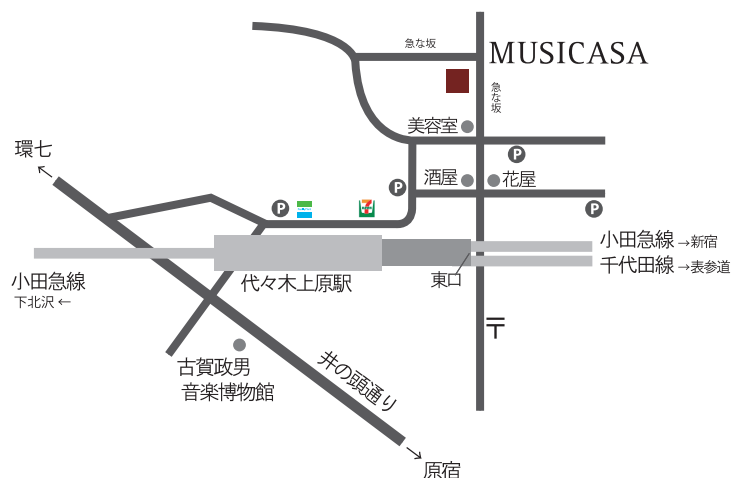 急な坂
MUSICASA
急な坂
美容室
P
環七
←
酒屋
花屋
P
P
7
P
小田急線 →新宿
千代田線 →表参道
小田急線
下北沢 ←
代々木上原駅
東口
〒
古賀政男
音楽博物館
井の頭通り
→
原宿